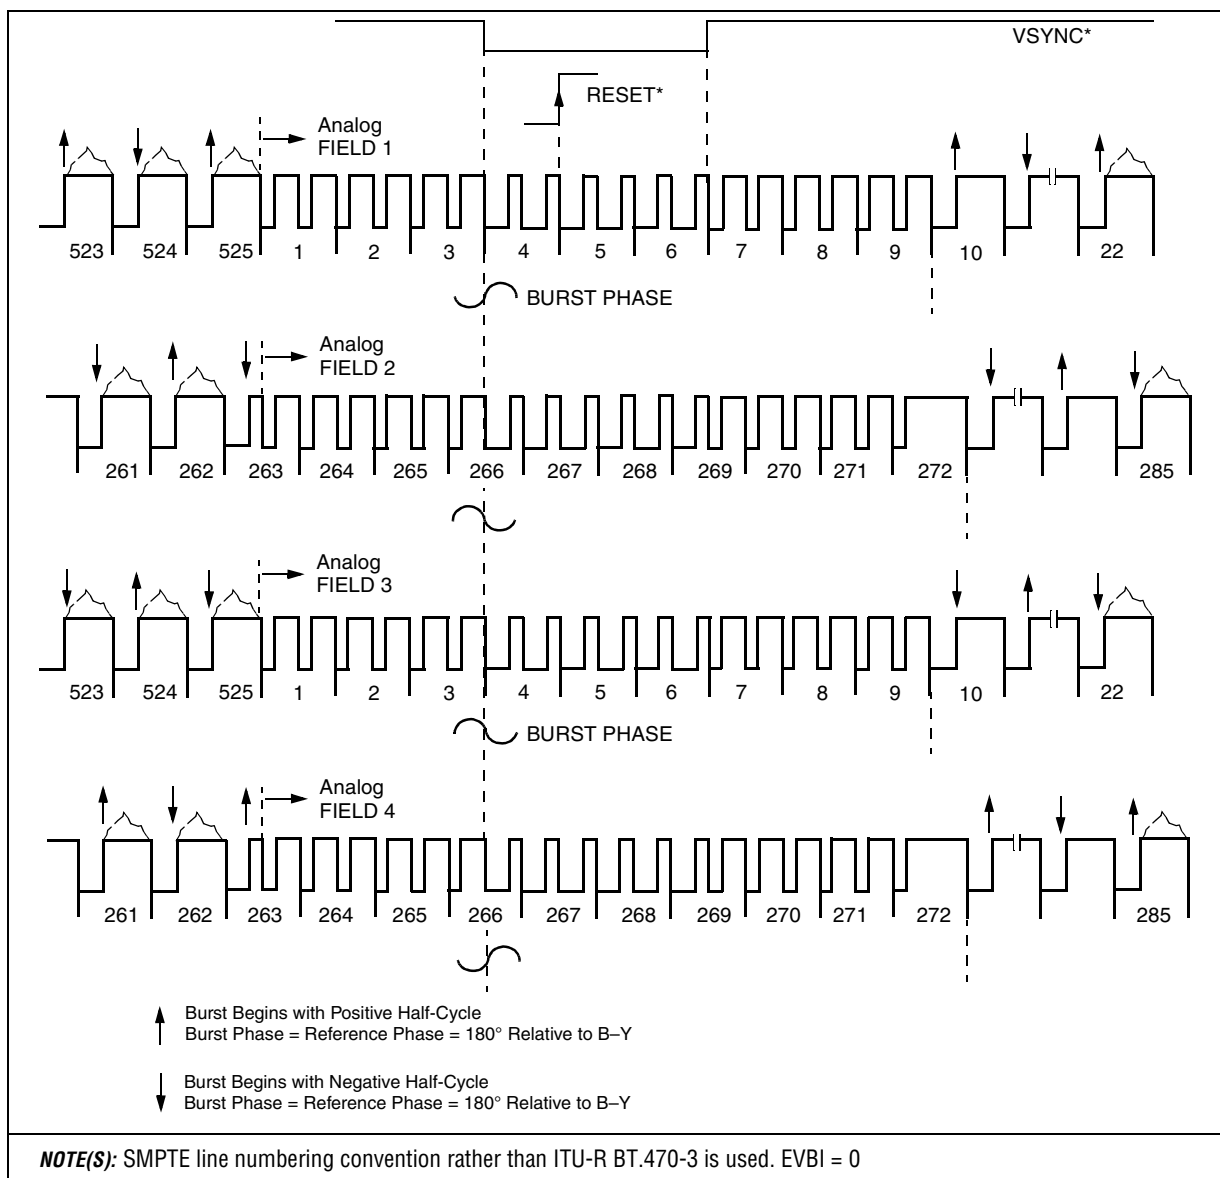 VSYNC*
RESET*
Analog
FIELD 1
523 524 525 1 2 3 4 5 6 7 8 9 10 22
BURST PHASE
Analog
FIELD 2
261 262 263 264 265 266 267 268 269 270 271 272 285
Analog
FIELD 3
523 524 525 1 2 3 4 5 6 7 8 9 10 22
BURST PHASE
Analog
FIELD 4
261 262 263 264 265 266 267 268 269 270 271 272 285
Burst Begins with Positive Half-Cycle
Burst Phase = Reference Phase = 180° Relative to B–Y
Burst Begins with Negative Half-Cycle
Burst Phase = Reference Phase = 180° Relative to B–Y
NOTE(S): SMPTE line numbering convention rather than ITU-R BT.470-3 is used. EVBI = 0